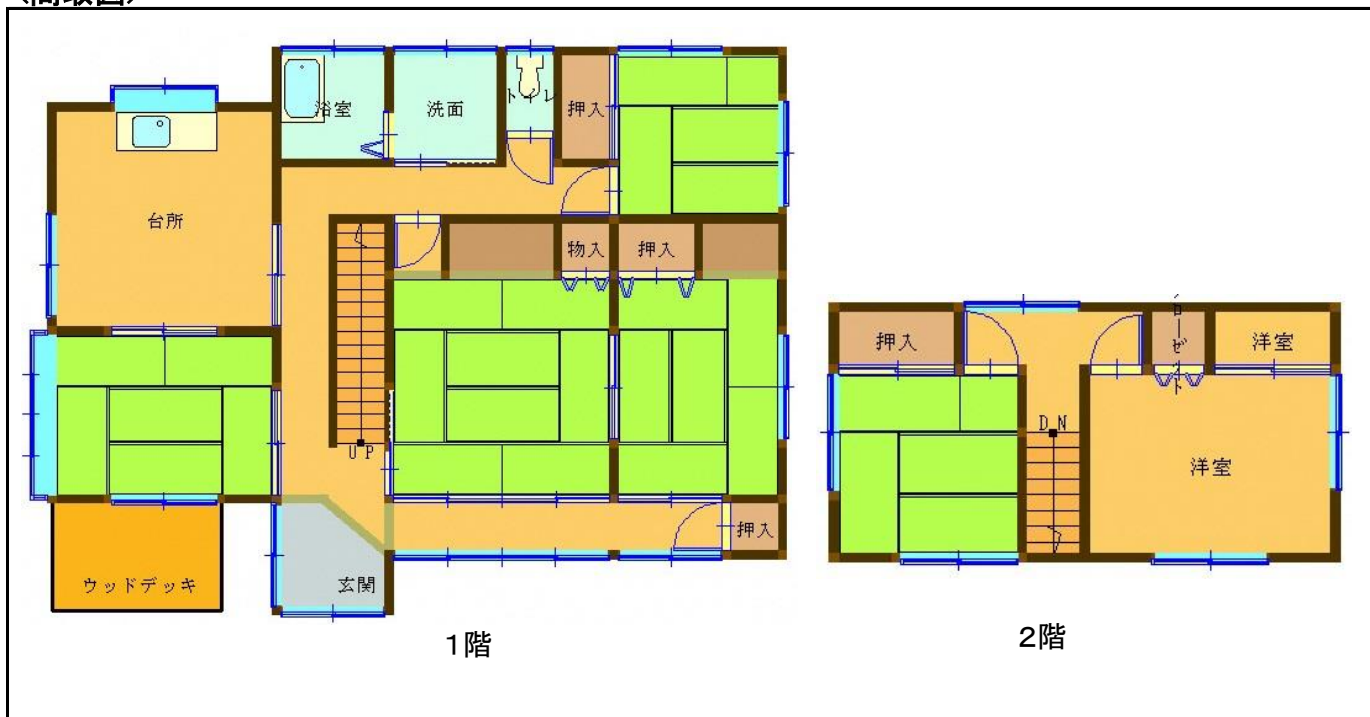 〈間取図〉
浴室
洗面
トイレ
押入
台所
物入
押入
UP
押入
玄関
ウッドデッキ
1階
押入
クローゼット
洋室
DN
洋室
2階